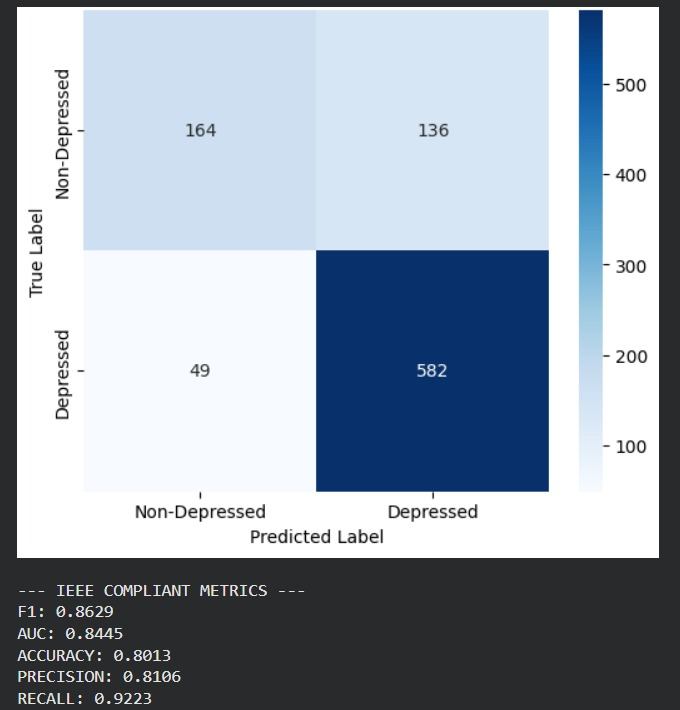 Non-Depressed
164
136
True Label
Depressed
49
582
Non-Depressed
Depressed
Predicted Label
500
400
300
200
100
--- IEEE COMPLIANT METRICS ---
F1: 0.8629
AUC: 0.8445
ACCURACY: 0.8013
PRECISION: 0.8106
RECALL: 0.9223